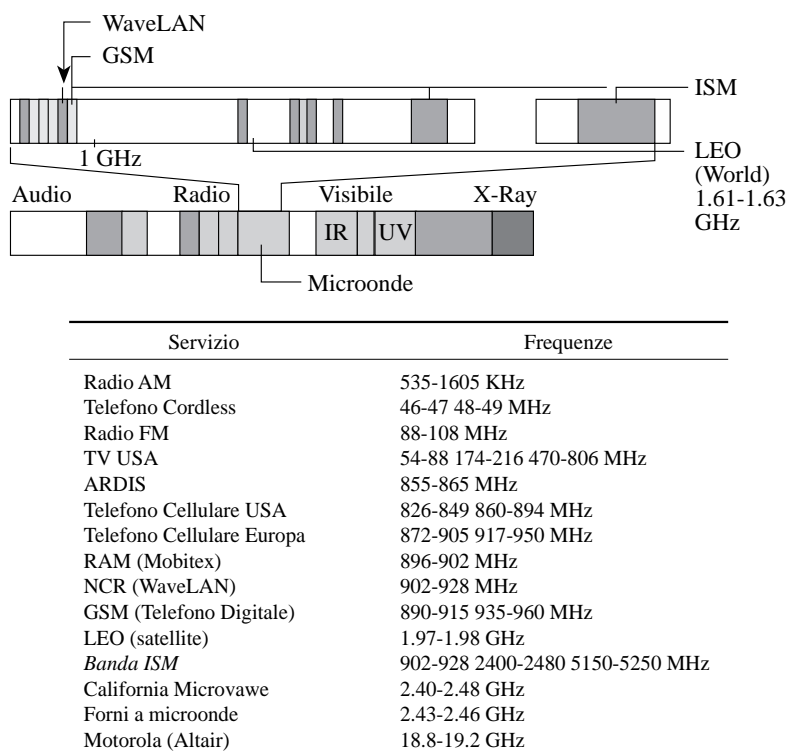 WaveLAN
GSM
ISM
1 GHz
LEO
(World)
1.61-1.63
GHz
Audio Radio Visibile X-Ray
IR UV
Microonde
Servizio Frequenze
Radio AM 535-1605 KHz
Telefono Cordless 46-47 48-49 MHz
Radio FM 88-108 MHz
TV USA 54-88 174-216 470-806 MHz
ARDIS 855-865 MHz
Telefono Cellulare USA 826-849 860-894 MHz
Telefono Cellulare Europa 872-905 917-950 MHz
RAM (Mobitex) 896-902 MHz
NCR (WaveLAN) 902-928 MHz
GSM (Telefono Digitale) 890-915 935-960 MHz
LEO (satellite) 1.97-1.98 GHz
Banda ISM 902-928 2400-2480 5150-5250 MHz
California Microvawe 2.40-2.48 GHz
Forni a microonde 2.43-2.46 GHz
Motorola (Altair) 18.8-19.2 GHz